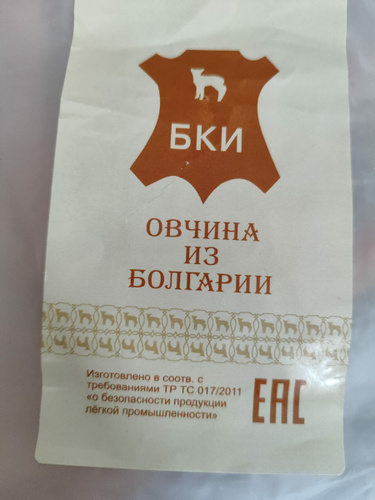 БКИ
ОВЧИНА
ИЗ
БОЛГАРИИ
Изготовлено в соотв. с
требованиями ТР ТС 017/2011
«о безопасности продукции
лёгкой промышленности»
ЕАС